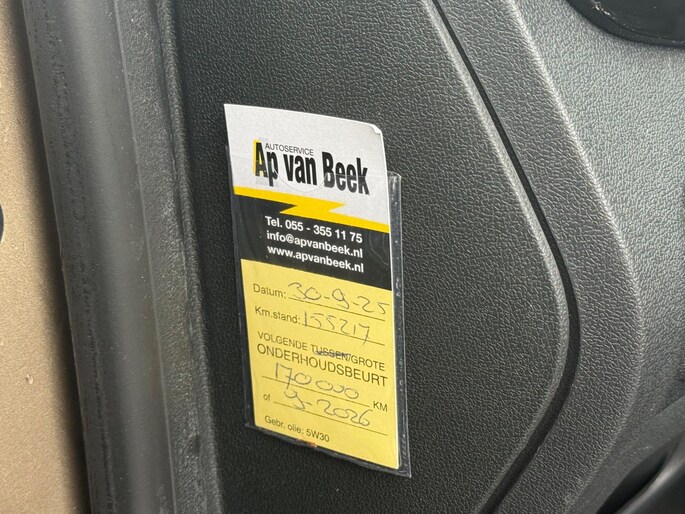 AUTOSERVICE
Ap van Beek
Tel. 055 - 355 11 75
info@apvanbeek.nl
www.apvanbeek.nl
Datum: 30-9-25
Km.stand: 155217
VOLGENDE TUSSEN/GROTE
ONDERHOUDSBEURT
170000 KM
of 9-2026
Gebr. olie: 5W30